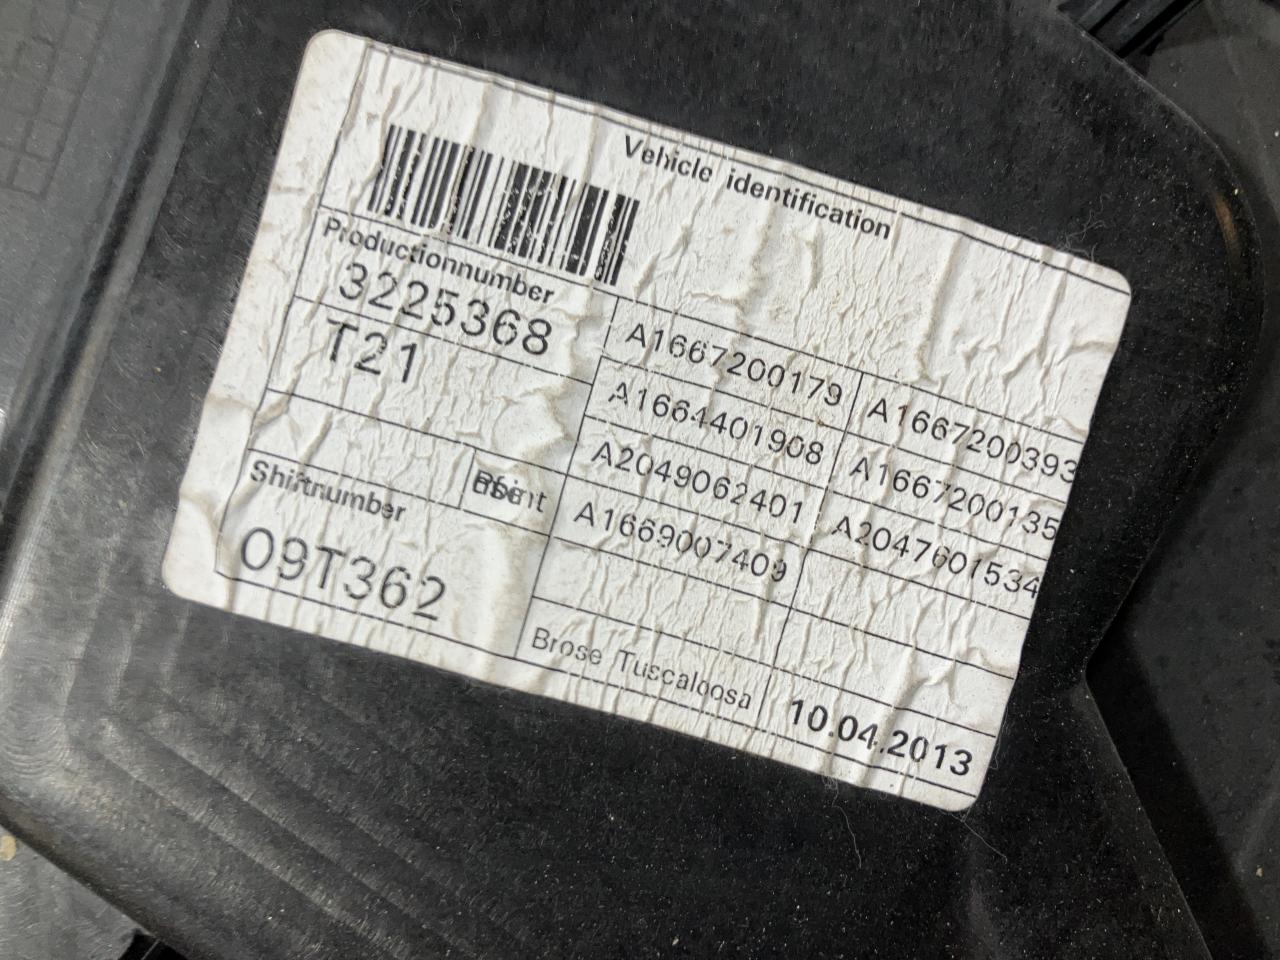 Vehicle identification
Productionnumber
3225368
T21
A1667200179 A1667200393
A1664401908 A1667200135
A2049062401 A2047601534
A1669007409
Shiftnumber
09T362
Brose Tuscaloosa 10.04.2013